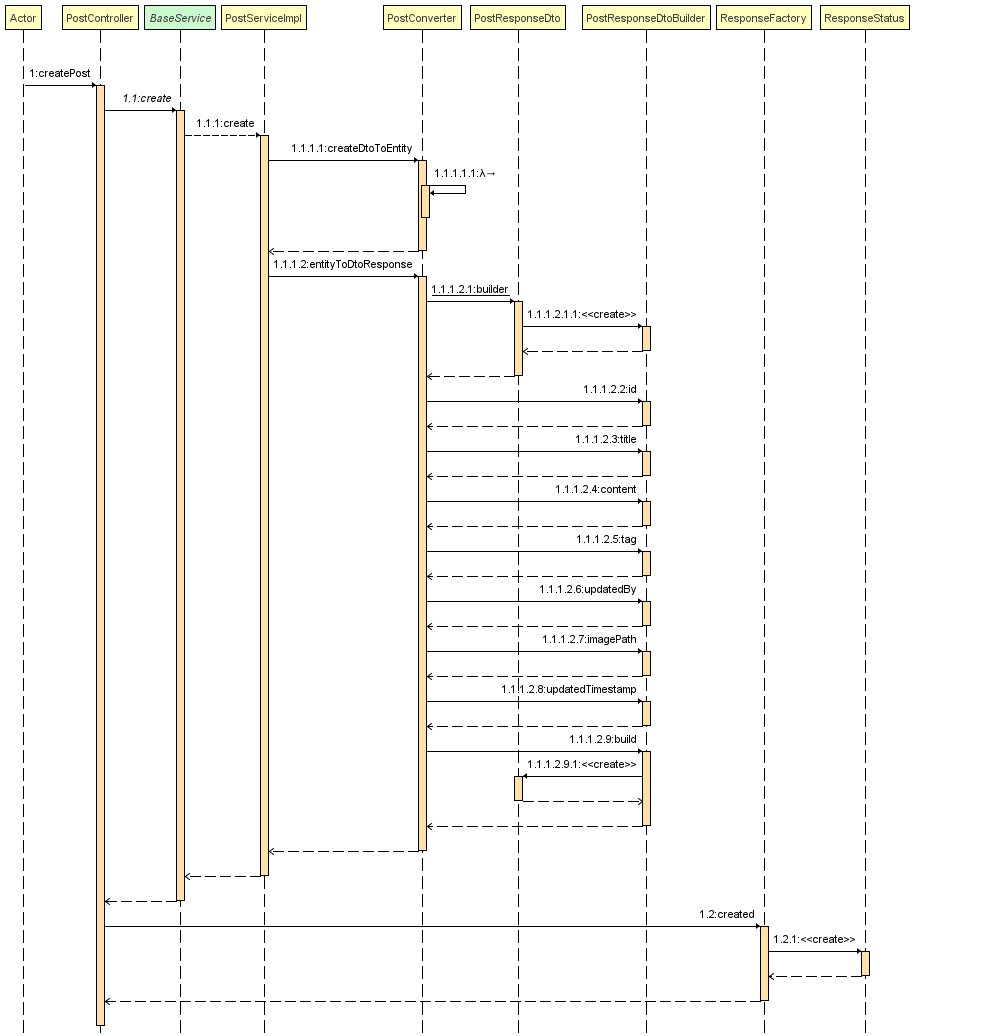 Actor
PostController
BaseService
PostServiceImpl
PostConverter
PostResponseDto
PostResponseDtoBuilder
ResponseFactory
ResponseStatus
1:createPost
1.1:create
1.1.1:create
1.1.1.1:createDtoToEntity
1.1.1.1.1:λ→
1.1.1.2:entityToDtoResponse
1.1.1.2.1:builder
1.1.1.2.1.1:<<create>>
1.1.1.2.2:id
1.1.1.2.3:title
1.1.1.2.4:content
1.1.1.2.5:tag
1.1.1.2.6:updatedBy
1.1.1.2.7:imagePath
1.1.1.2.8:updatedTimestamp
1.1.1.2.9:build
1.1.1.2.9.1:<<create>>
1.2:created
1.2.1:<<create>>